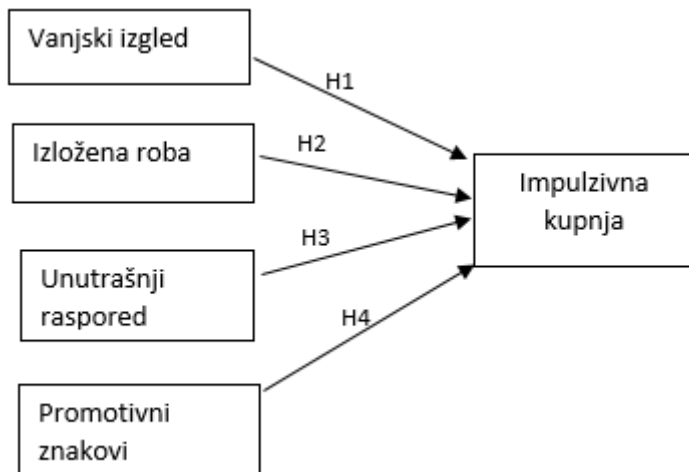 Vanjski izgled
H1
Izložena roba
H2
Impulzivna
kupnja
H3
Unutrašnji
raspored
H4
Promotivni
znakovi